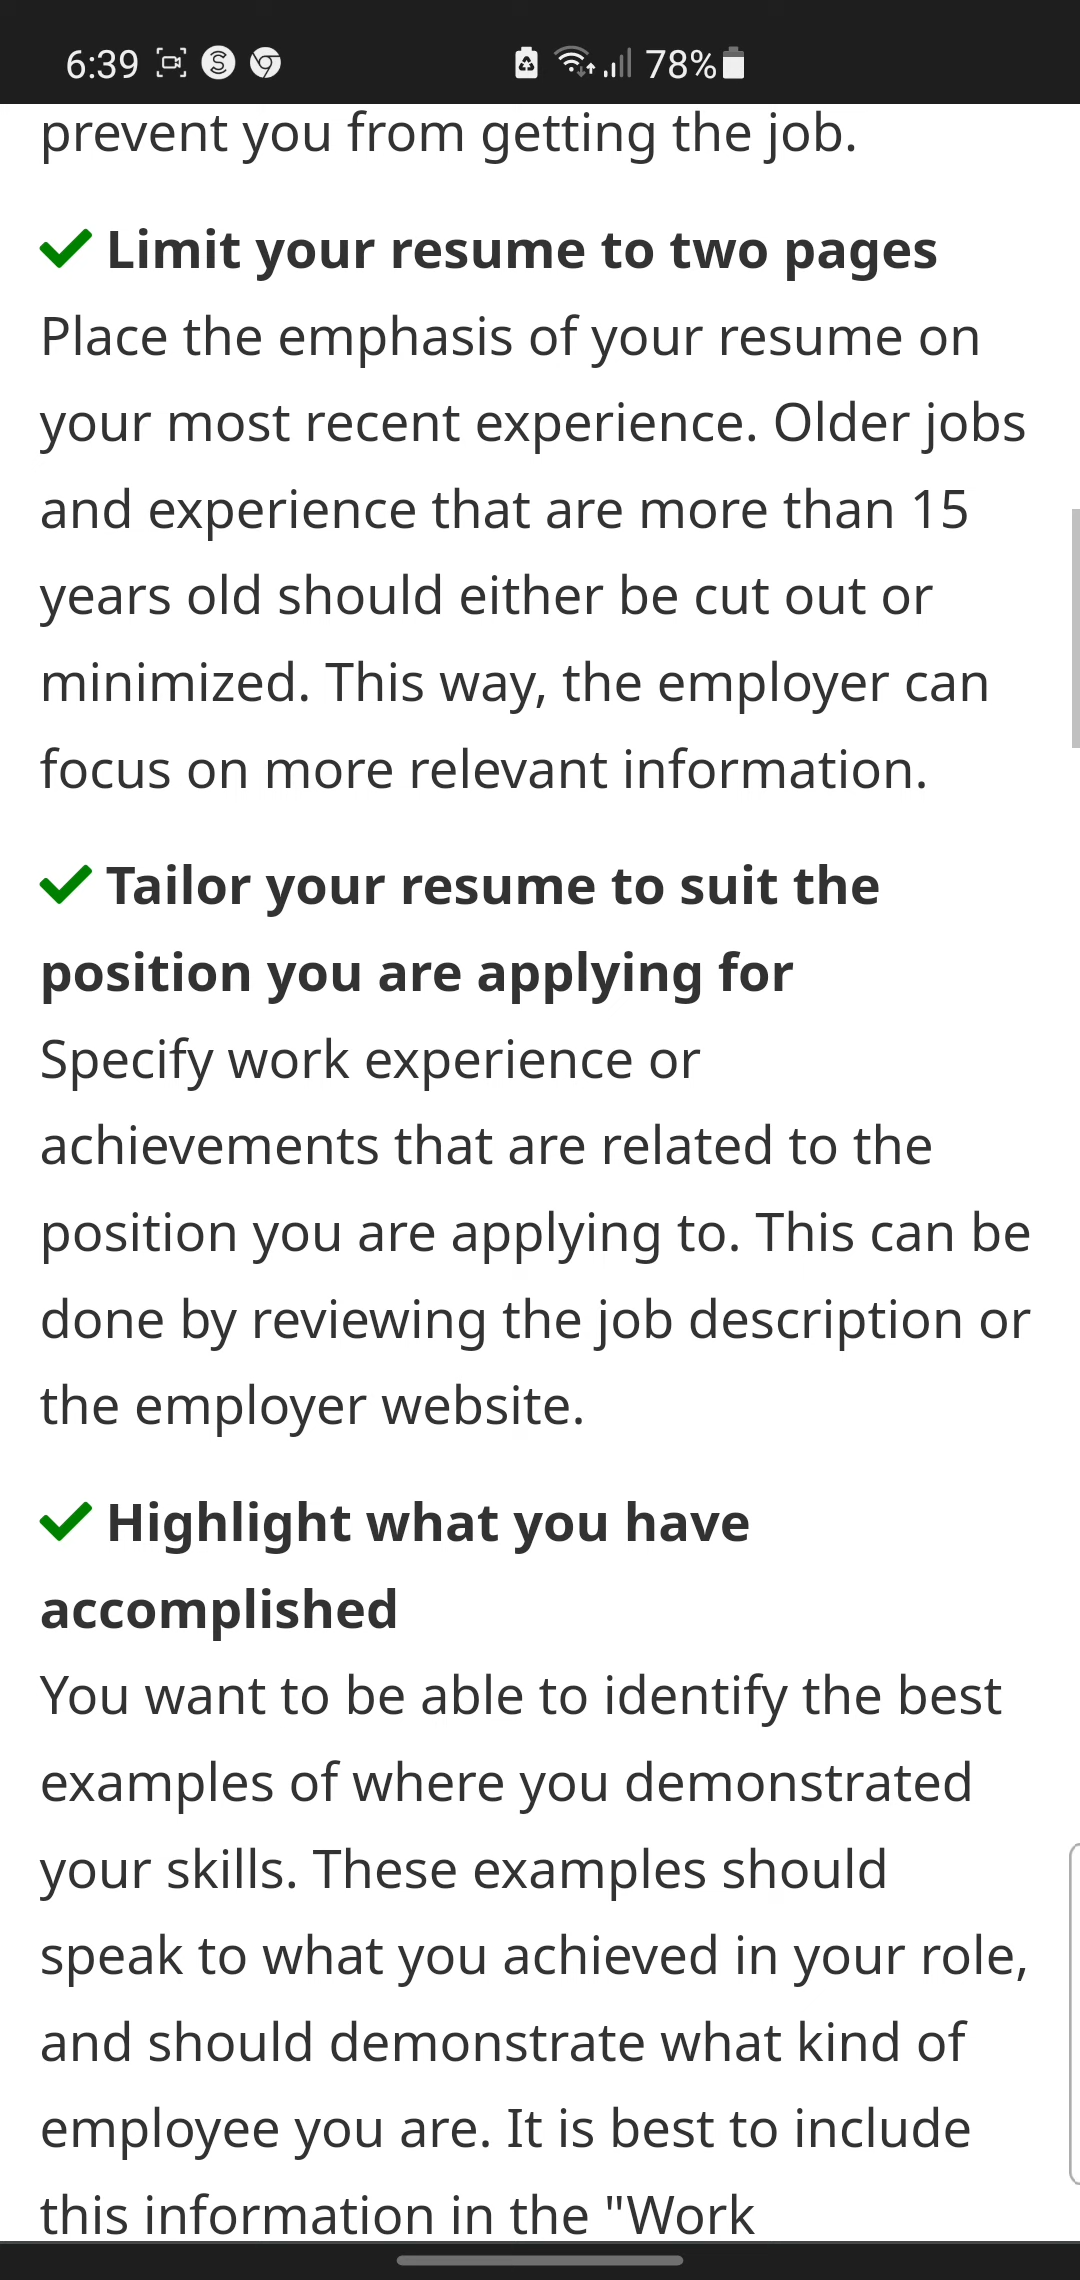 6:39 78%
prevent you from getting the job.
Limit your resume to two pages
Place the emphasis of your resume on
your most recent experience. Older jobs
and experience that are more than 15
years old should either be cut out or
minimized. This way, the employer can
focus on more relevant information.
Tailor your resume to suit the
position you are applying for
Specify work experience or
achievements that are related to the
position you are applying to. This can be
done by reviewing the job description or
the employer website.
Highlight what you have
accomplished
You want to be able to identify the best
examples of where you demonstrated
your skills. These examples should
speak to what you achieved in your role,
and should demonstrate what kind of
employee you are. It is best to include
this information in the "Work